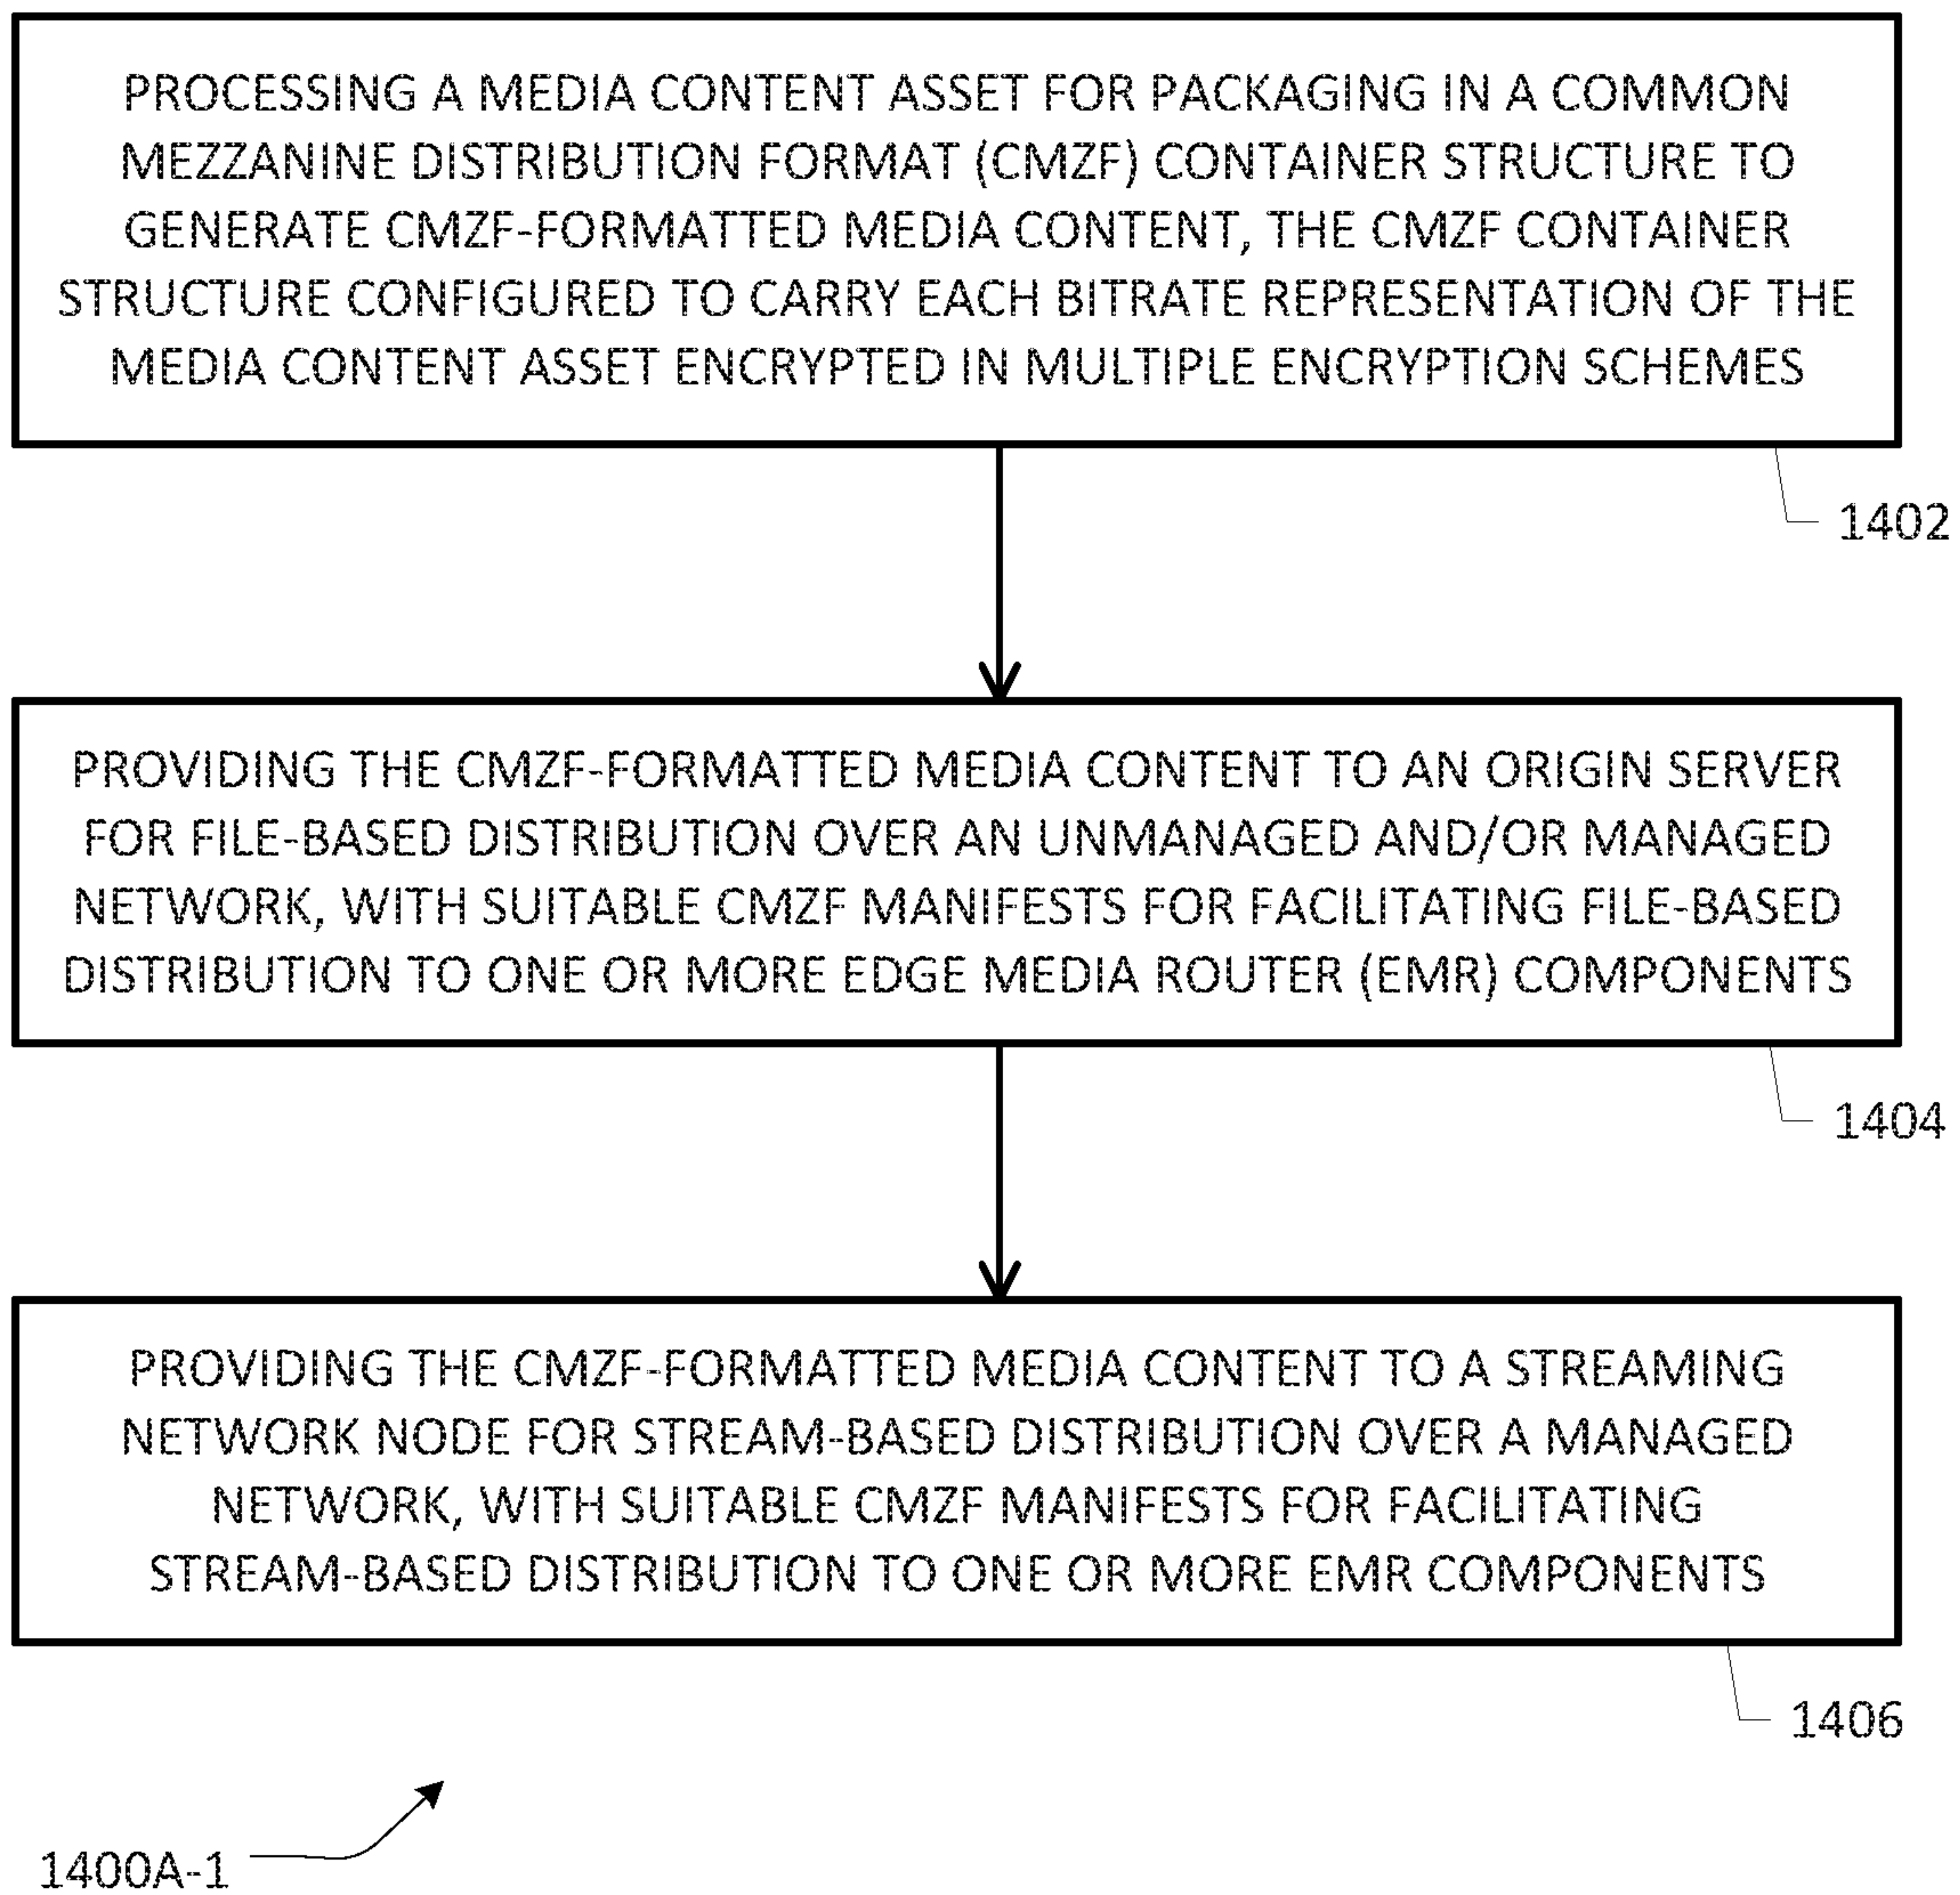 PROCESSING A MEDIA CONTENT ASSET FOR PACKAGING IN A COMMON
MEZZANINE DISTRIBUTION FORMAT (CMZF) CONTAINER STRUCTURE TO
GENERATE CMZF-FORMATTED MEDIA CONTENT, THE CMZF CONTAINER
STRUCTURE CONFIGURED TO CARRY EACH BITRATE REPRESENTATION OF THE
MEDIA CONTENT ASSET ENCRYPTED IN MULTIPLE ENCRYPTION SCHEMES
1402
PROVIDING THE CMZF-FORMATTED MEDIA CONTENT TO AN ORIGIN SERVER
FOR FILE-BASED DISTRIBUTION OVER AN UNMANAGED AND/OR MANAGED
NETWORK, WITH SUITABLE CMZF MANIFESTS FOR FACILITATING FILE-BASED
DISTRIBUTION TO ONE OR MORE EDGE MEDIA ROUTER (EMR) COMPONENTS
1404
PROVIDING THE CMZF-FORMATTED MEDIA CONTENT TO A STREAMING
NETWORK NODE FOR STREAM-BASED DISTRIBUTION OVER A MANAGED
NETWORK, WITH SUITABLE CMZF MANIFESTS FOR FACILITATING
STREAM-BASED DISTRIBUTION TO ONE OR MORE EMR COMPONENTS
1406
1400A-1